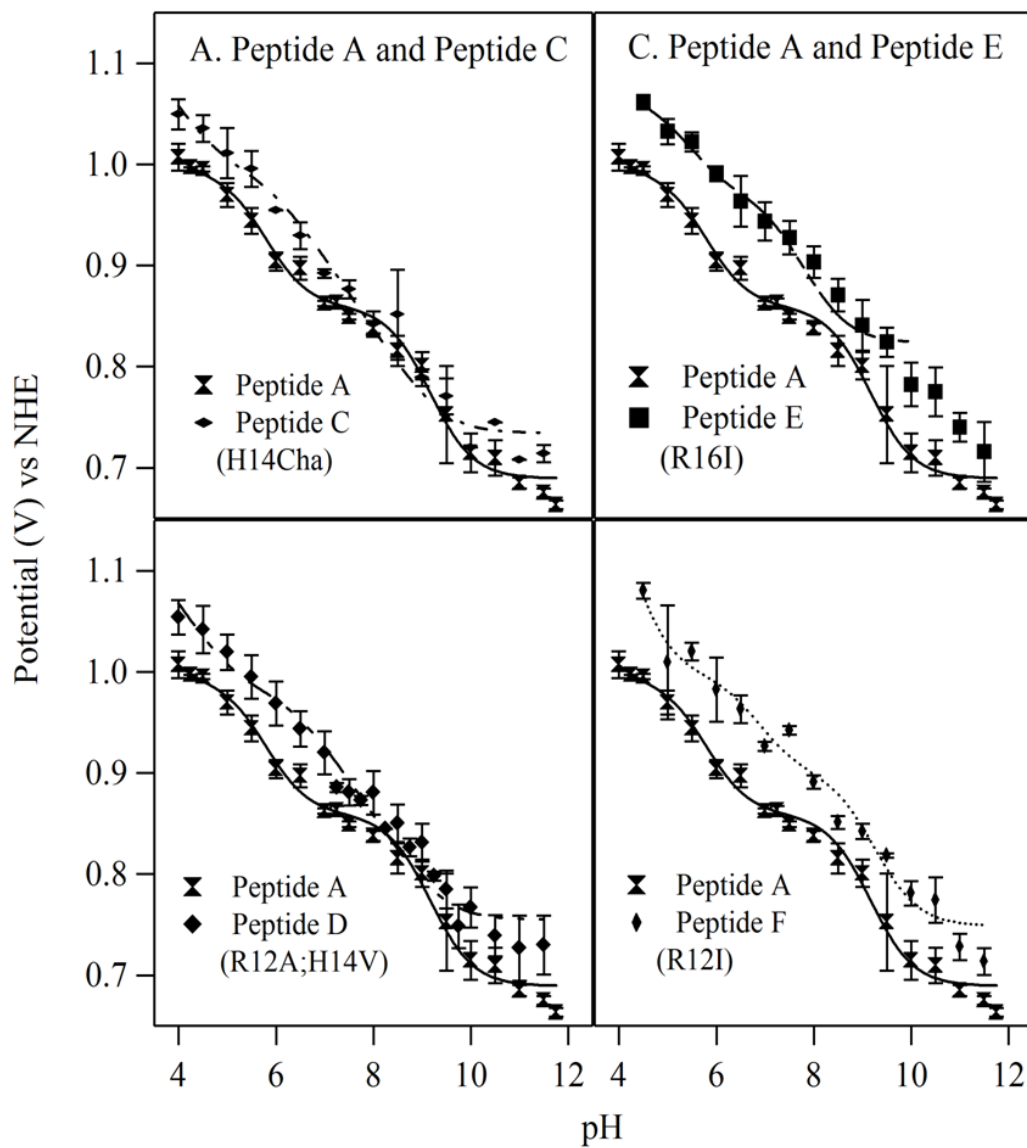 Potential (V) vs NHE
A. Peptide A and Peptide C
1.1
1.0
0.9
0.8
0.7
Peptide A
Peptide C
(H14Cha)
C. Peptide A and Peptide E
Peptide A
Peptide E
(R16I)
1.1
1.0
0.9
0.8
0.7
Peptide A
Peptide D
(R12A;H14V)
Peptide A
Peptide F
(R12I)
4 6 8 10 12
4 6 8 10 12
pH